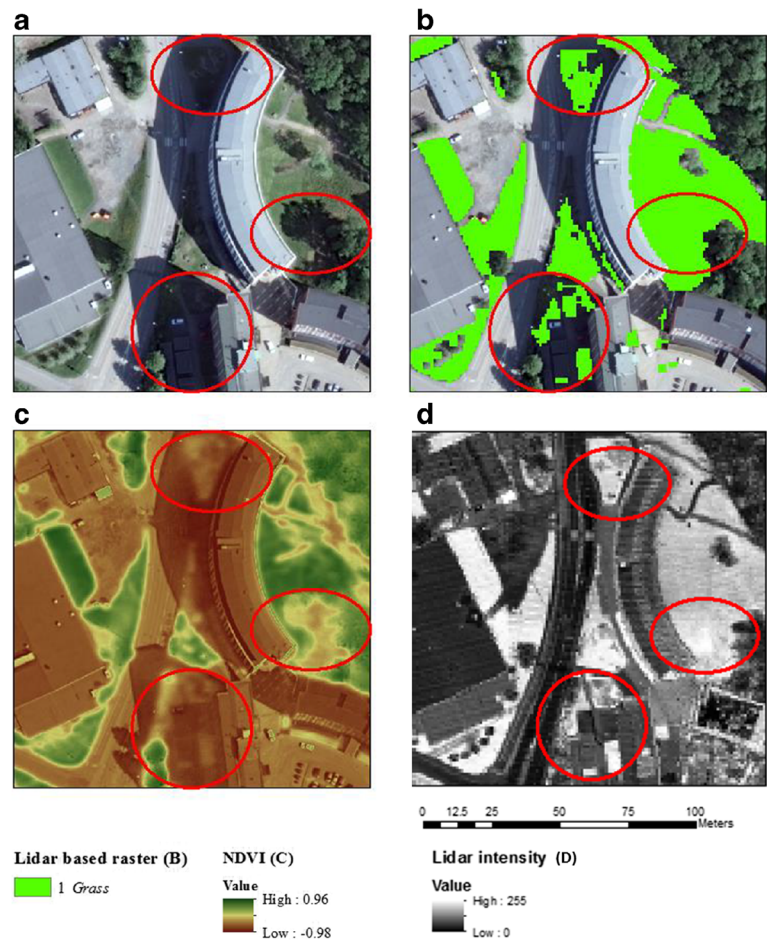 a
b
c
d
0 12.5 25 50 75 100
Meters
Lidar based raster (B)
1 Grass
NDVI (C)
Value
High : 0.96
Low : -0.98
Lidar intensity (D)
Value
High : 255
Low : 0